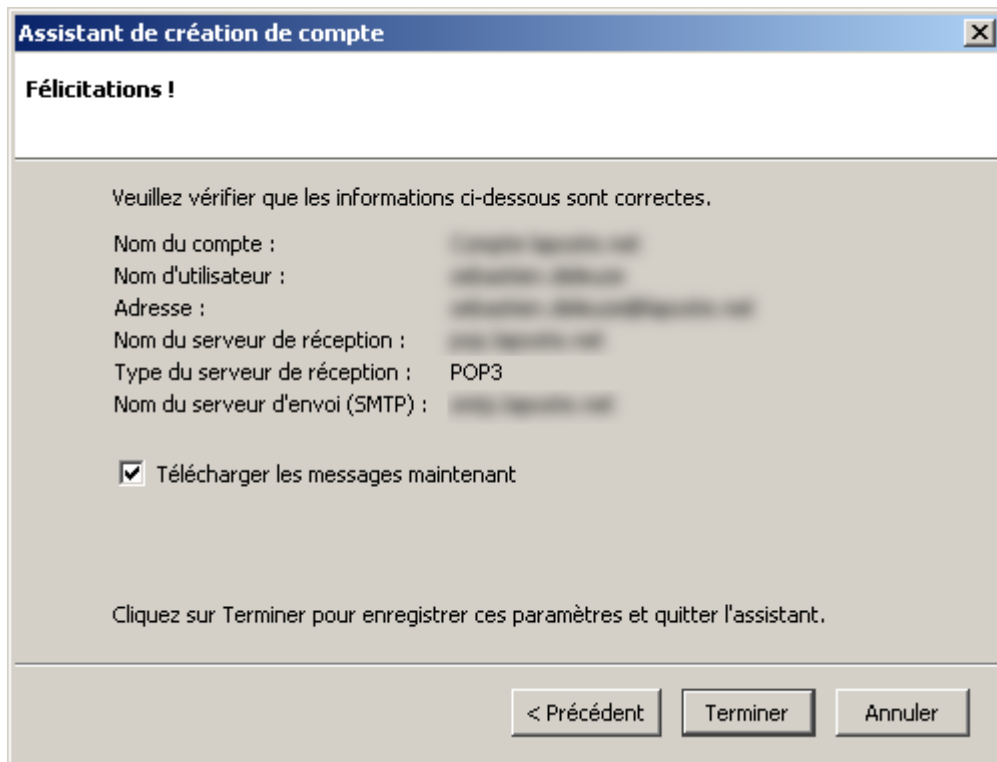 Assistant de création de compte
Félicitations !
Veuillez vérifier que les informations ci-dessous sont correctes.
Nom du compte :
Nom d'utilisateur :
Adresse :
Nom du serveur de réception :
Type du serveur de réception : POP3
Nom du serveur d'envoi (SMTP) :
Télécharger les messages maintenant
Cliquez sur Terminer pour enregistrer ces paramètres et quitter l'assistant.
< Précédent Terminer Annuler